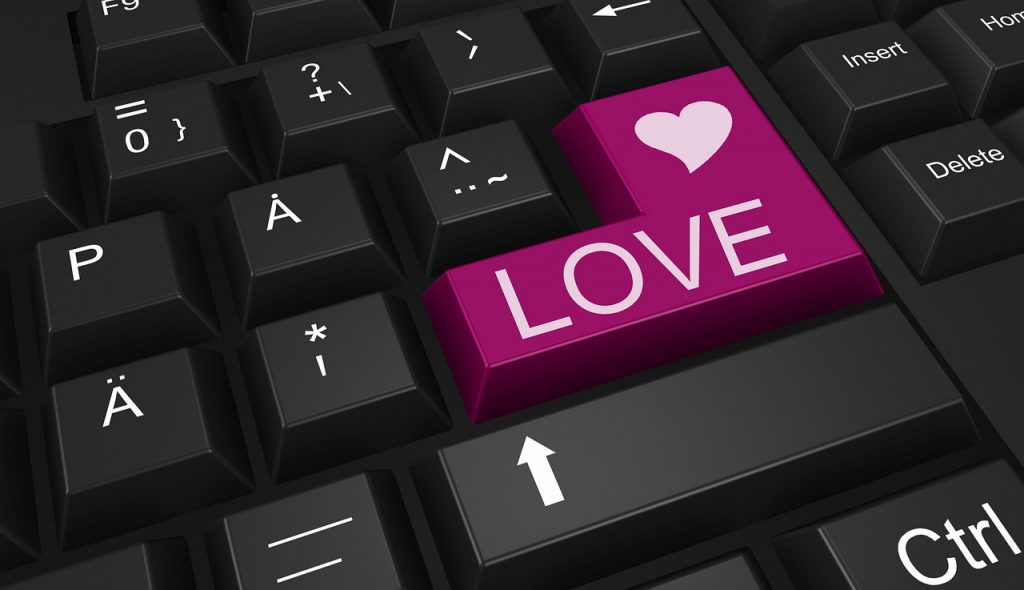 F9
Insert
Home
=
0 }
?
+ \
Delete
P
Å
^
¨ ~
LOVE
Ä
*
'
Ctrl